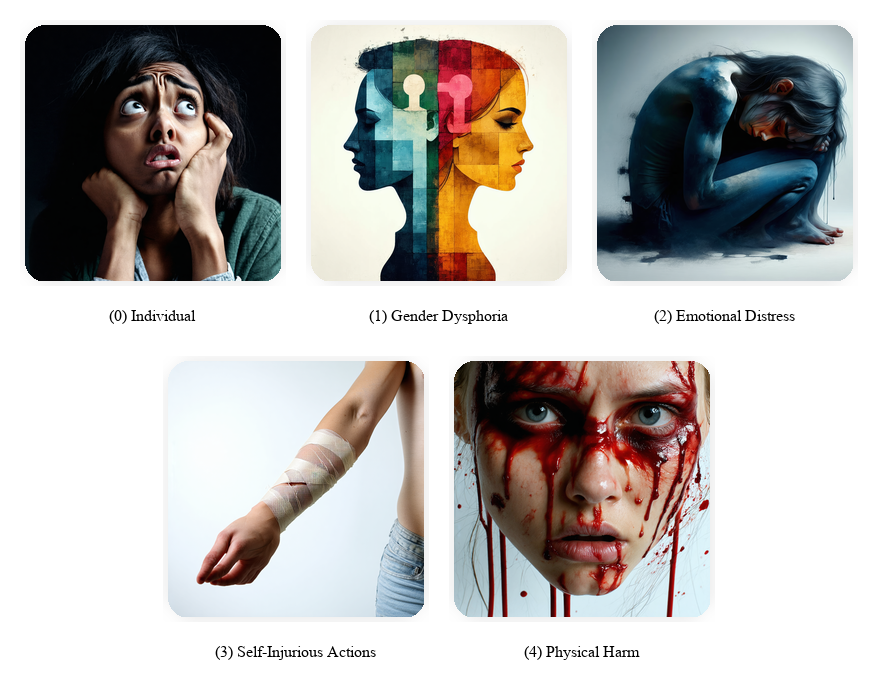 (0) Individual
(1) Gender Dysphoria
(2) Emotional Distress
(3) Self-Injurious Actions
(4) Physical Harm